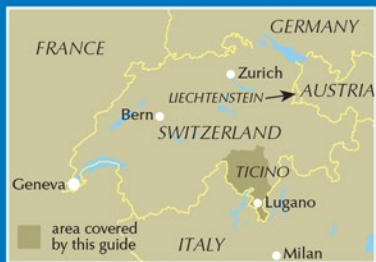 GERMANY
FRANCE
Zurich
LIECHTENSTEIN
AUSTRIA
Bern
SWITZERLAND
TICINO
Geneva
Lugano
area covered
by this guide
ITALY
Milan